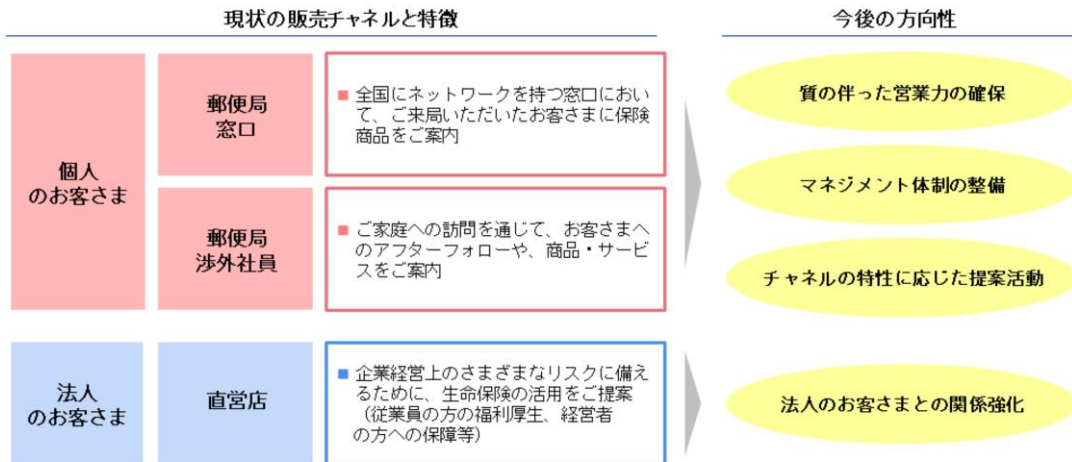 現状の販売チャネルと特徴
今後の方向性
個人
のお客さま
郵便局
窓口
■ 全国にネットワークを持つ窓口におい
て、ご来局いただいたお客さまに保険
商品をご案内
郵便局
渉外社員
■ ご家庭への訪問を通じて、お客さまへ
のアフターフォローや、商品・サービ
スをご案内
質の伴った営業力の確保
マネジメント体制の整備
チャネルの特性に応じた提案活動
法人
のお客さま
直営店
■ 企業経営上のさまざまなリスクに備え
るために、生命保険の活用をご提案
（従業員の方の福利厚生、経営者
の方への保障等）
法人のお客さまとの関係強化